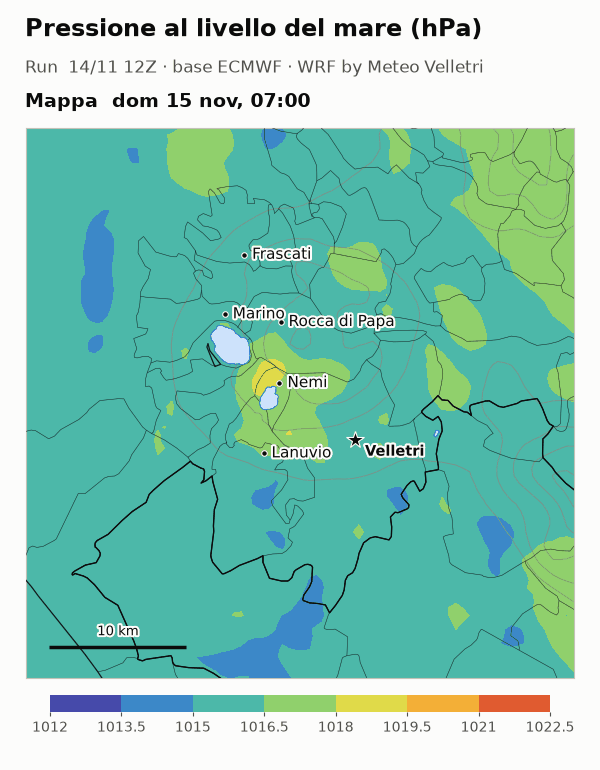 Pressione al livello del mare (hPa)
Run  14/11 12Z · base ECMWF · WRF by Meteo Velletri
Mappa  dom 15 nov, 07:00
Frascati
Marino
Rocca di Papa
Nemi
Velletri
Lanuvio
10 km
1012 1013.5 1015 1016.5 1018 1019.5 1021 1022.5